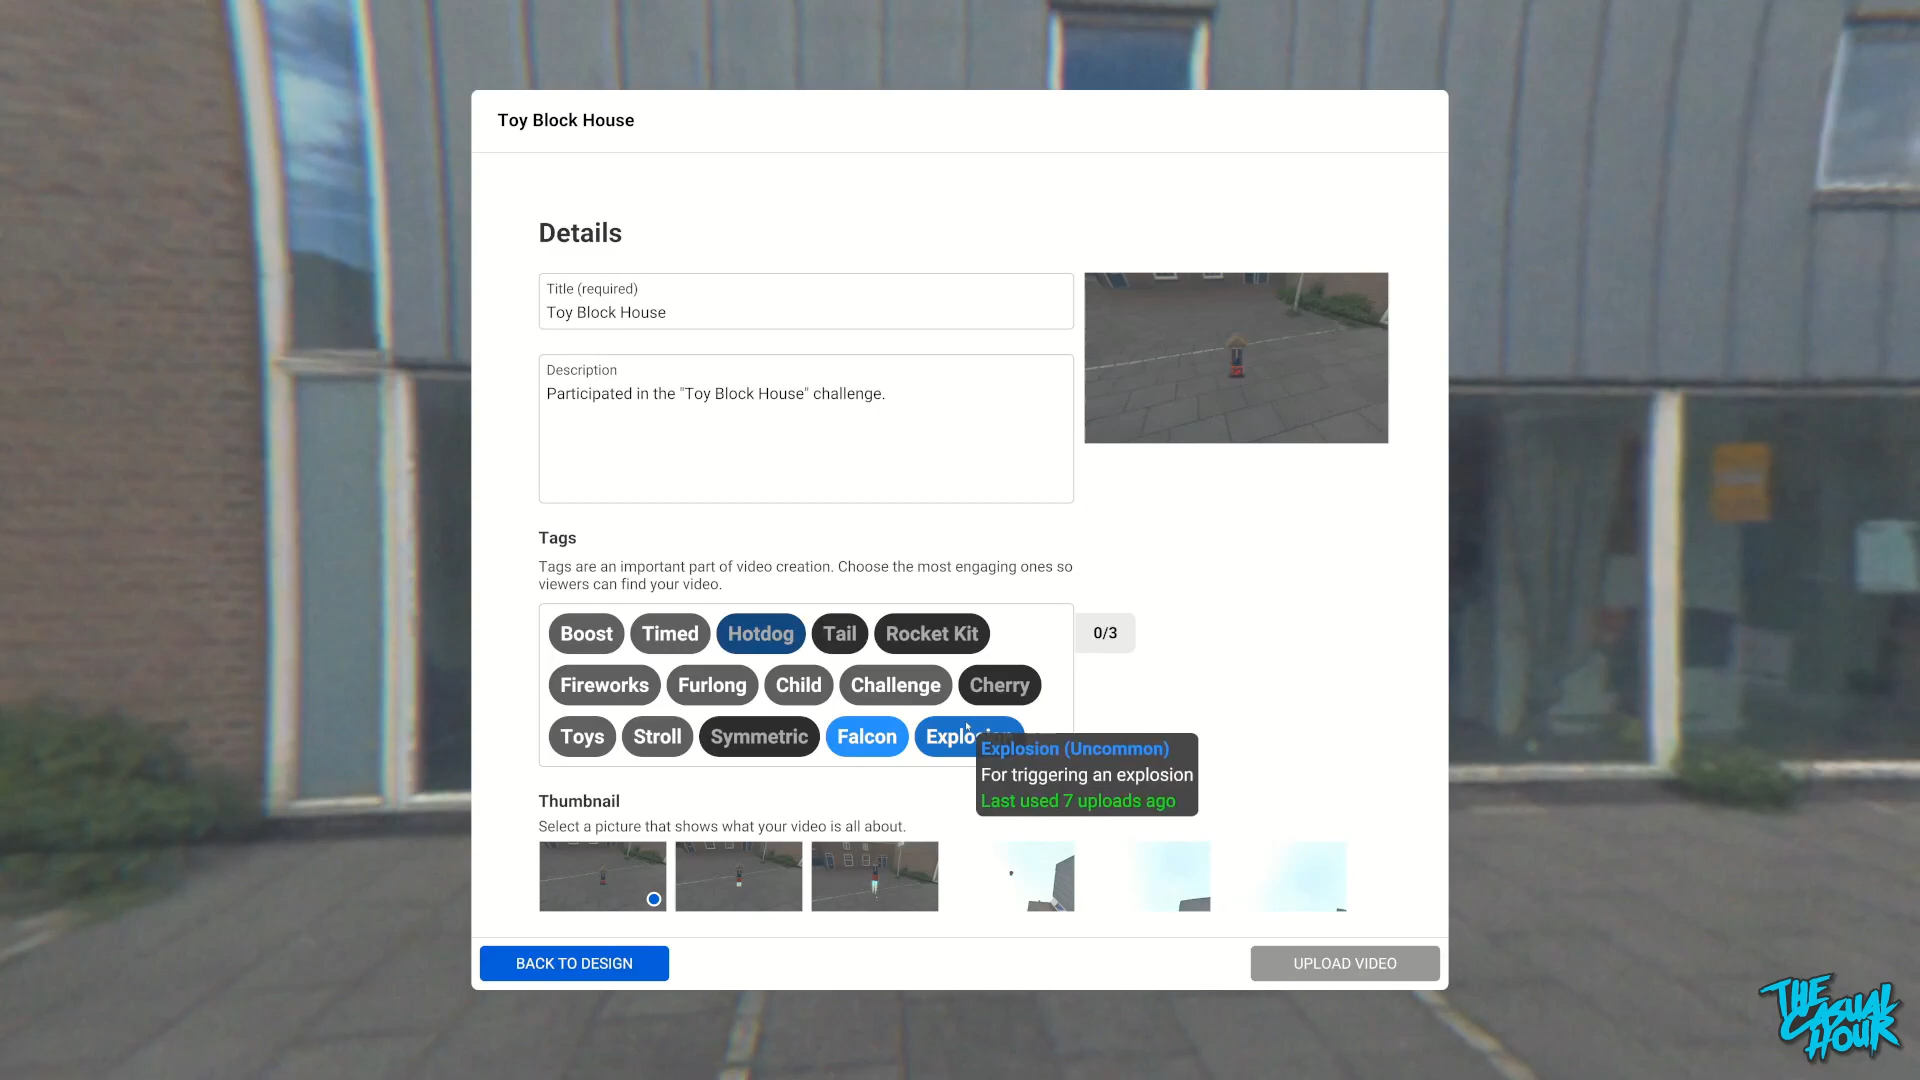 Toy Block House
Details
Title (required)
Toy Block House
Description
Participated in the "Toy Block House" challenge.
Tags
Tags are an important part of video creation. Choose the most engaging ones so
viewers can find your video.
Boost Timed Hotdog Tail Rocket Kit
0/3
Fireworks Furlong Child Challenge Cherry
Toys Stroll Symmetric Falcon Explosion
Explosion (Uncommon)
For triggering an explosion
Last used 7 uploads ago
Thumbnail
Select a picture that shows what your video is all about.
BACK TO DESIGN
UPLOAD VIDEO
THE
CASUAL
HOUR